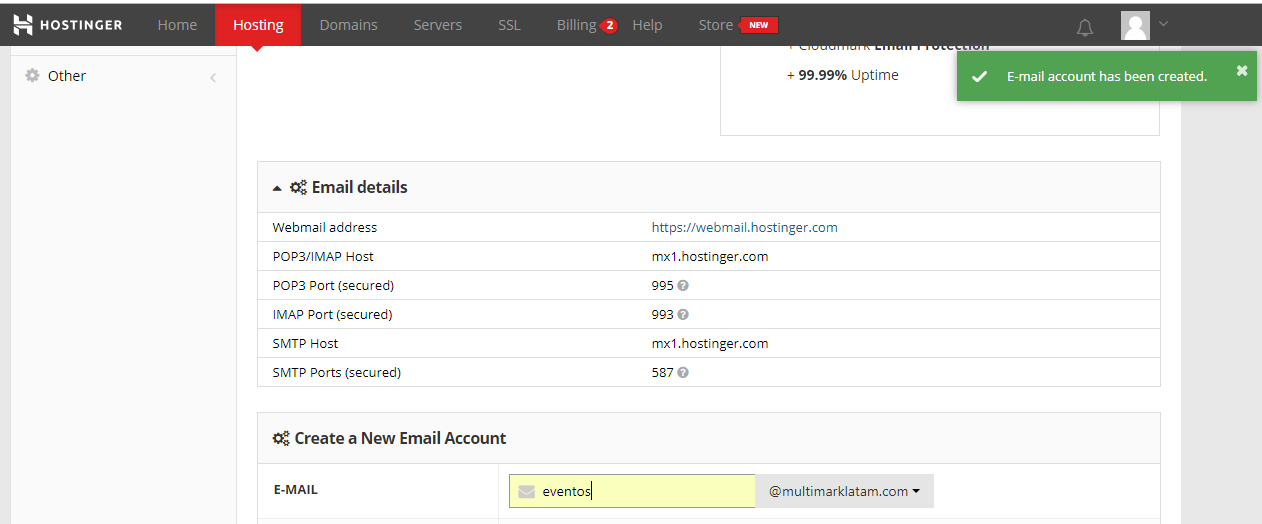 HOSTINGER Home Hosting Domains Servers SSL Billing 2 Help Store NEW
+ Cloudmark Email Protection
Other
+ 99.99% Uptime
E-mail account has been created.
Email details
Webmail address https://webmail.hostinger.com
POP3/IMAP Host mx1.hostinger.com
POP3 Port (secured) 995
IMAP Port (secured) 993
SMTP Host mx1.hostinger.com
SMTP Ports (secured) 587
Create a New Email Account
E-MAIL eventos @multimarklatam.com